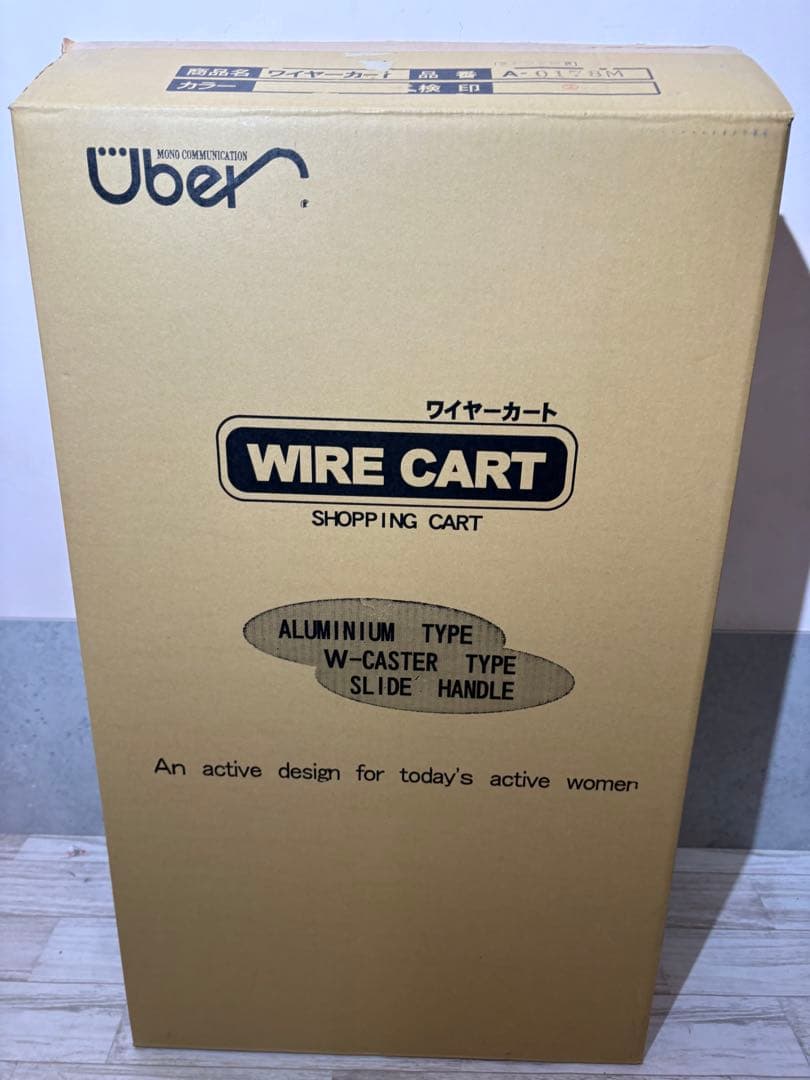 商品名 ワイヤーカート 品番 A-0178M
カラー 検印
MONO COMMUNICATION
Über
ワイヤーカート
WIRE CART
SHOPPING CART
ALUMINIUM TYPE
W-CASTER TYPE
SLIDE HANDLE
An active design for today's active women